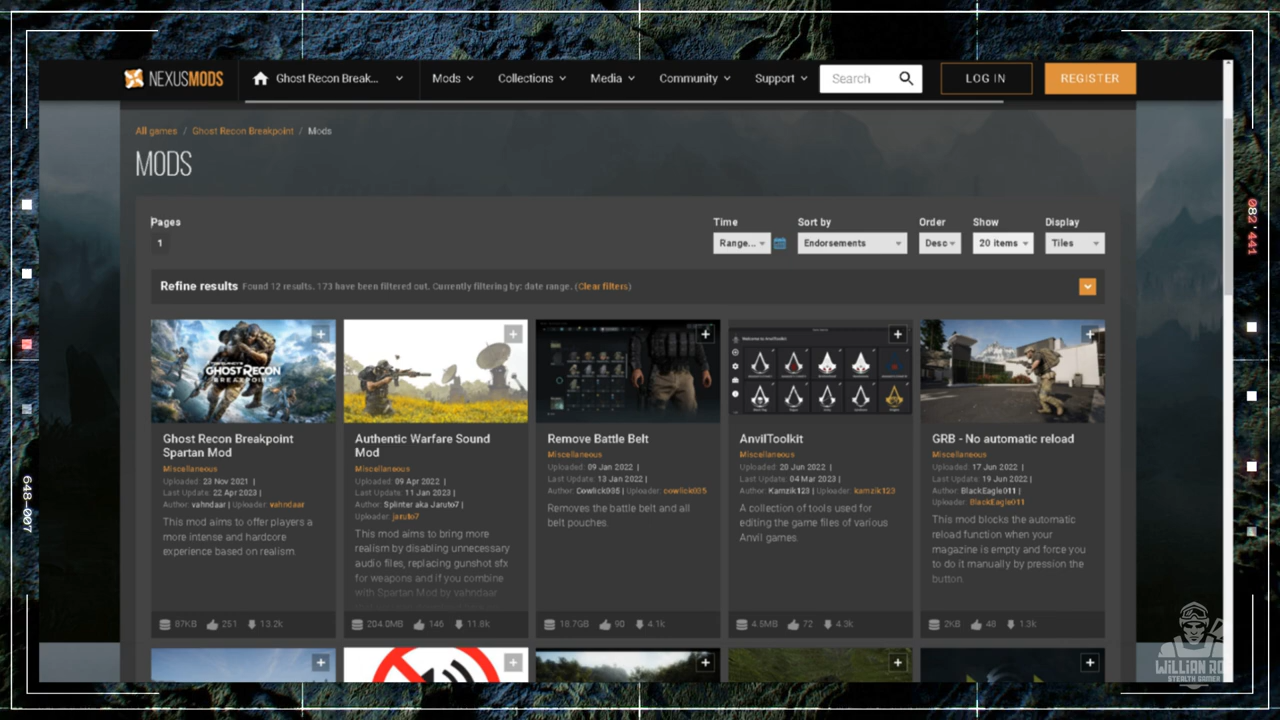 NEXUSMODS
Ghost Recon Break...
Mods
Collections
Media
Community
Support
Search
LOG IN
REGISTER
All games / Ghost Recon Breakpoint / Mods
MODS
Pages
1
Time
Range...
Sort by
Endorsements
Order
Desc
Show
20 items
Display
Tiles
Refine results Found 12 results. 173 have been filtered out. Currently filtering by: date range. (Clear filters)
GHOST RECON
BREAKPOINT
Ghost Recon Breakpoint
Spartan Mod
Miscellaneous
Uploaded: 23 Nov 2021 |
Last Update: 22 Apr 2023 |
Author: vahndaar | Uploader: vahndaar
This mod aims to offer players a
more intense and hardcore
experience based on realism.
87KB 251 13.2k
Authentic Warfare Sound
Mod
Miscellaneous
Uploaded: 09 Apr 2022 |
Last Update: 11 Jan 2023 |
Author: Splinter aka Jaruto7 |
Uploader: jaruto7
This mod aims to bring more
realism by disabling unnecessary
audio files, replacing gunshot sfx
for weapons and if you combine
with Spartan Mod by vahndaar
204.0MB 146 11.8k
Remove Battle Belt
Miscellaneous
Uploaded: 09 Jan 2022 |
Last Update: 13 Jan 2022 |
Author: Cowlick035 | Uploader: cowlick035
Removes the battle belt and all
belt pouches.
18.7GB 90 4.1k
AnvilToolkit
Miscellaneous
Uploaded: 20 Jun 2022 |
Last Update: 04 Mar 2023 |
Author: Kamzik123 | Uploader: kamzik123
A collection of tools used for
editing the game files of various
Anvil games.
4.5MB 72 4.3k
GRB - No automatic reload
Miscellaneous
Uploaded: 17 Jun 2022 |
Last Update: 19 Jun 2022 |
Author: BlackEagle011 |
Uploader: BlackEagle011
This mod blocks the automatic
reload function when your
magazine is empty and force you
to do it manually by pression the
button.
2KB 48 1.3k
082'441
648-007
WILLIAN RO
STEALTH GAMER